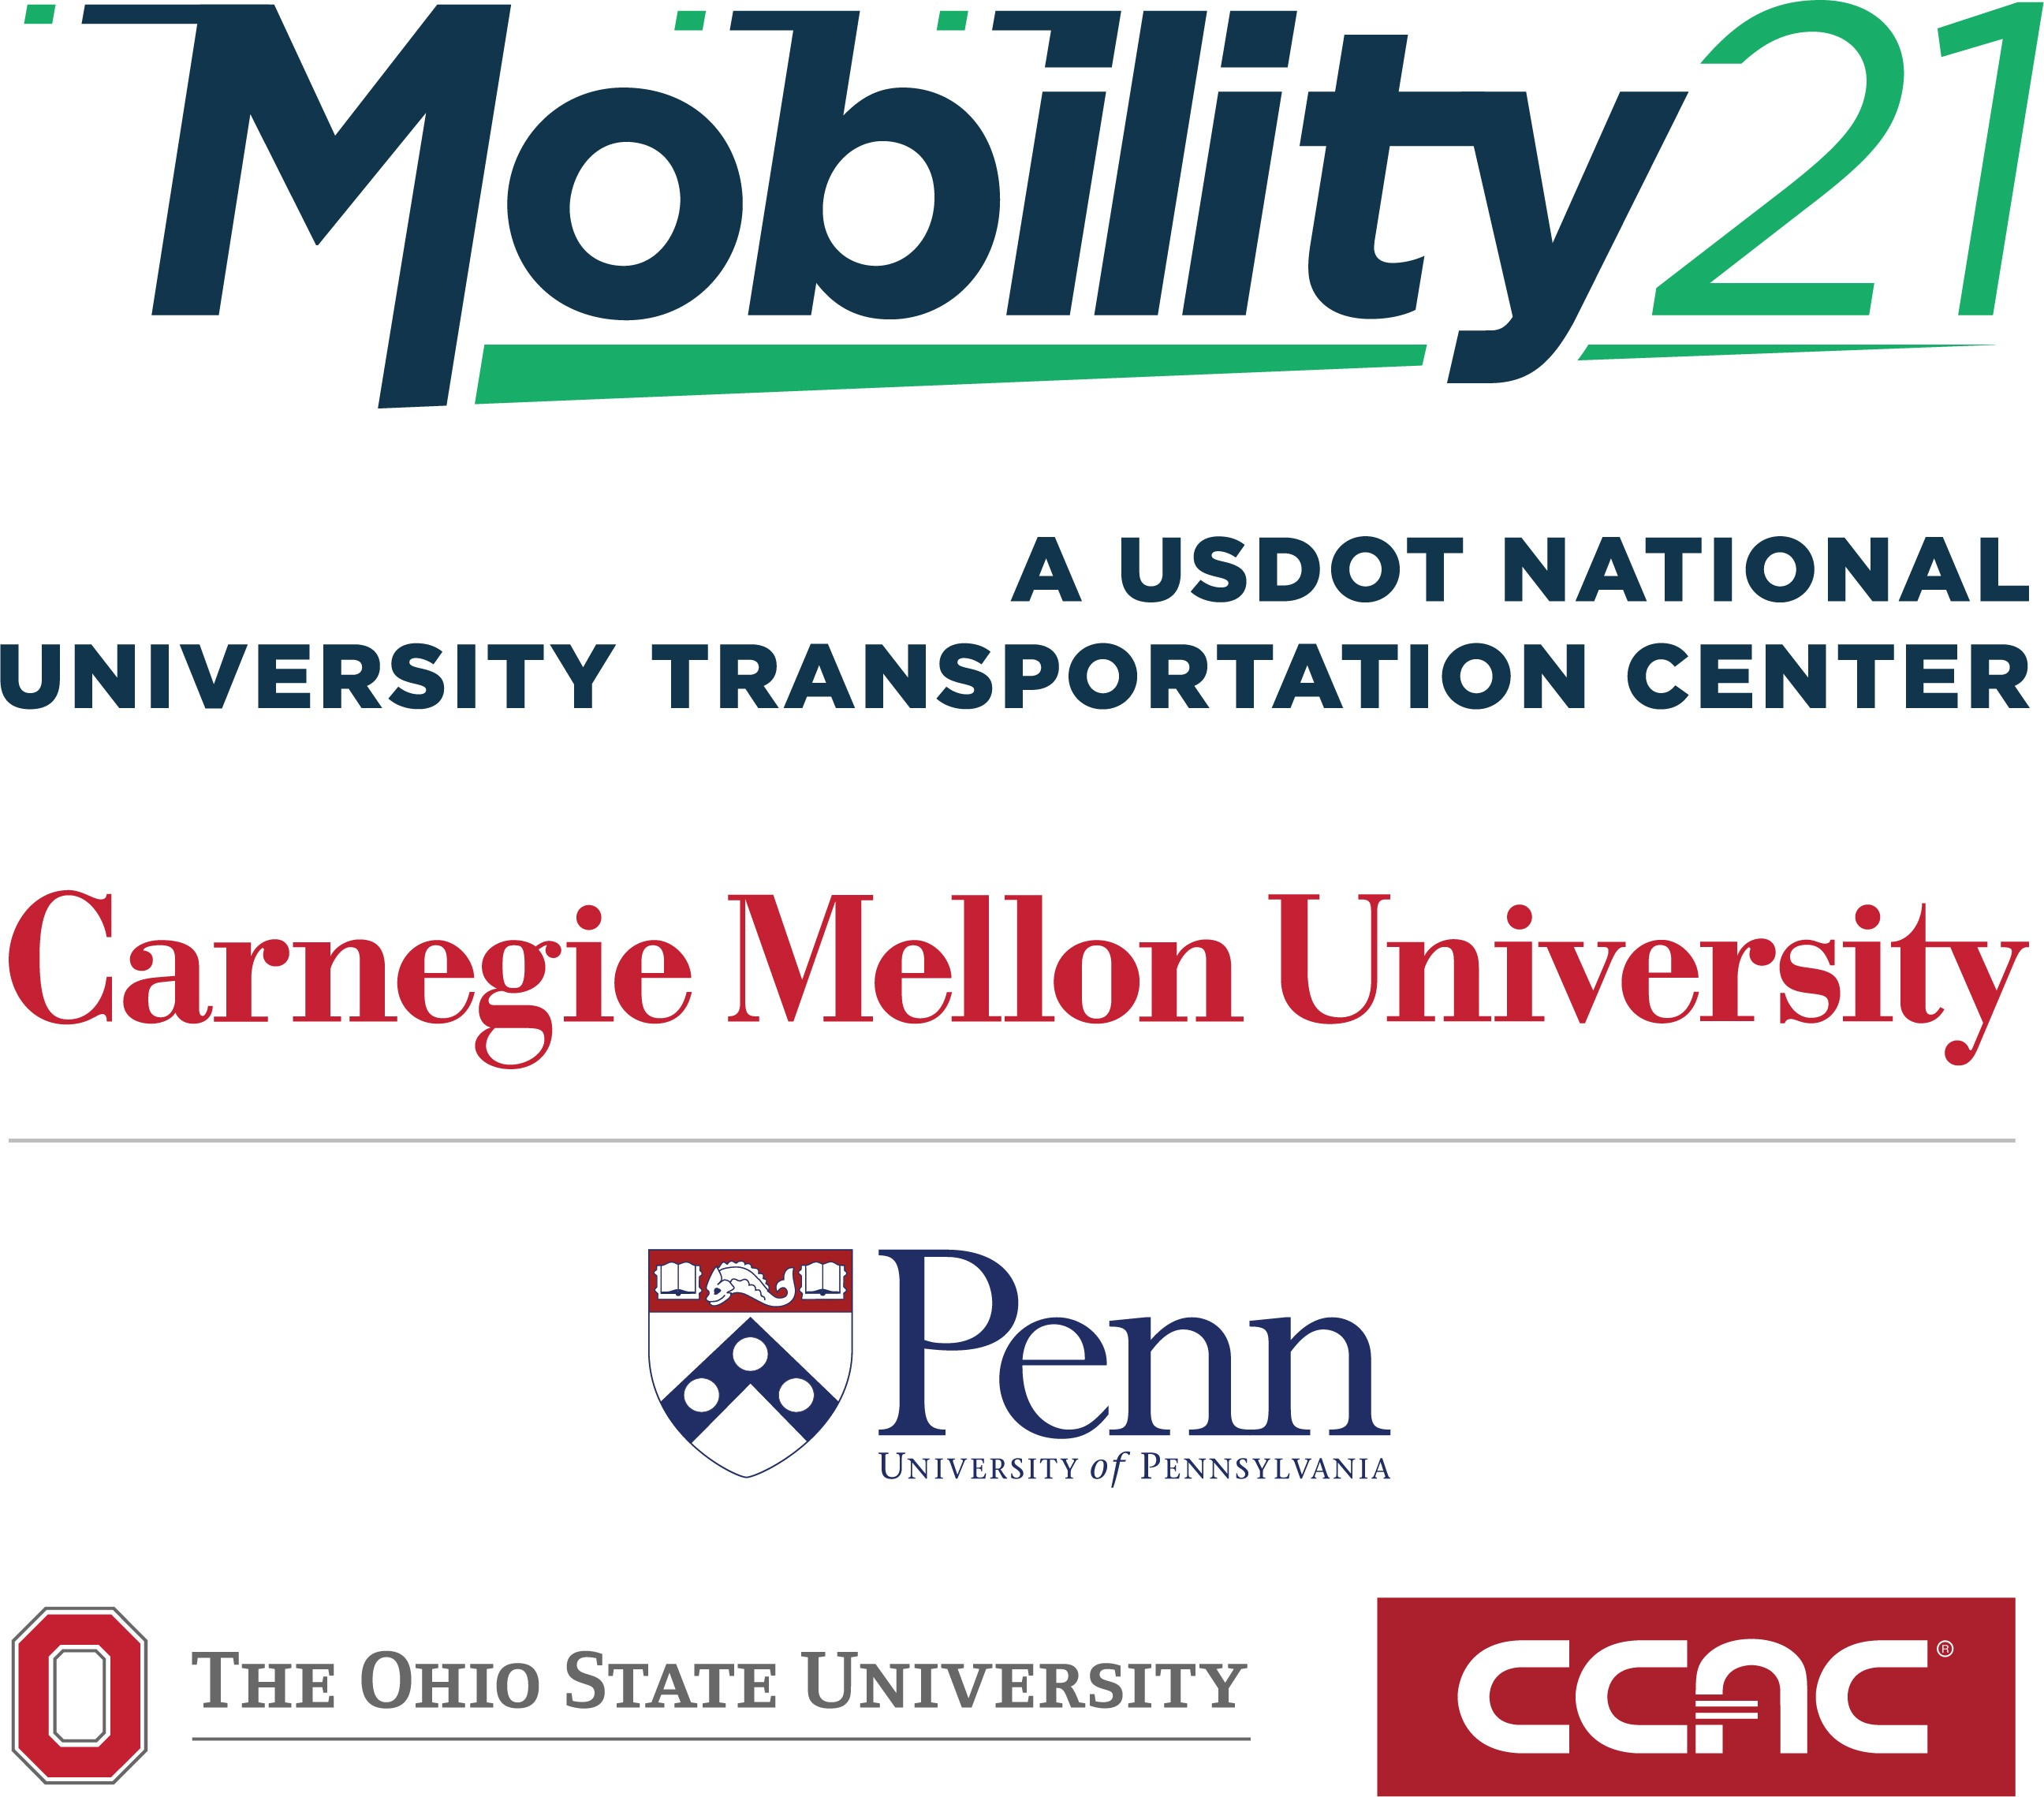 Mobility21
A USDOT NATIONAL
UNIVERSITY TRANSPORTATION CENTER
Carnegie Mellon University
Penn
UNIVERSITY of PENNSYLVANIA
THE OHIO STATE UNIVERSITY
CCAC®